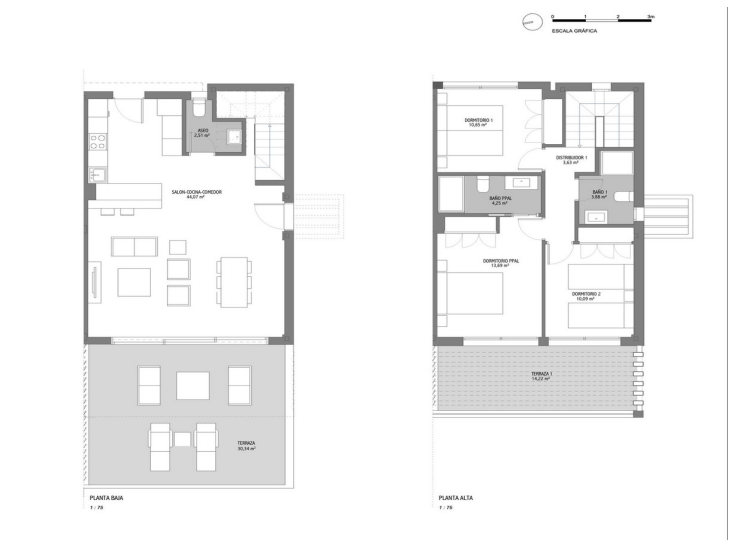 0 1 2 3m
ESCALA GRÁFICA
ASEO
2,51 m²
SALON-COCINA-COMEDOR
44,07 m²
TERRAZA
30,54 m²
PLANTA BAJA
1 : 75
DORMITORIO 1
10,65 m²
DISTRIBUIDOR 1
3,63 m²
BAÑO PPAL
4,25 m²
BAÑO 1
3,88 m²
DORMITORIO PPAL
13,69 m²
DORMITORIO 2
10,09 m²
TERRAZA 1
14,22 m²
PLANTA ALTA
1 : 75